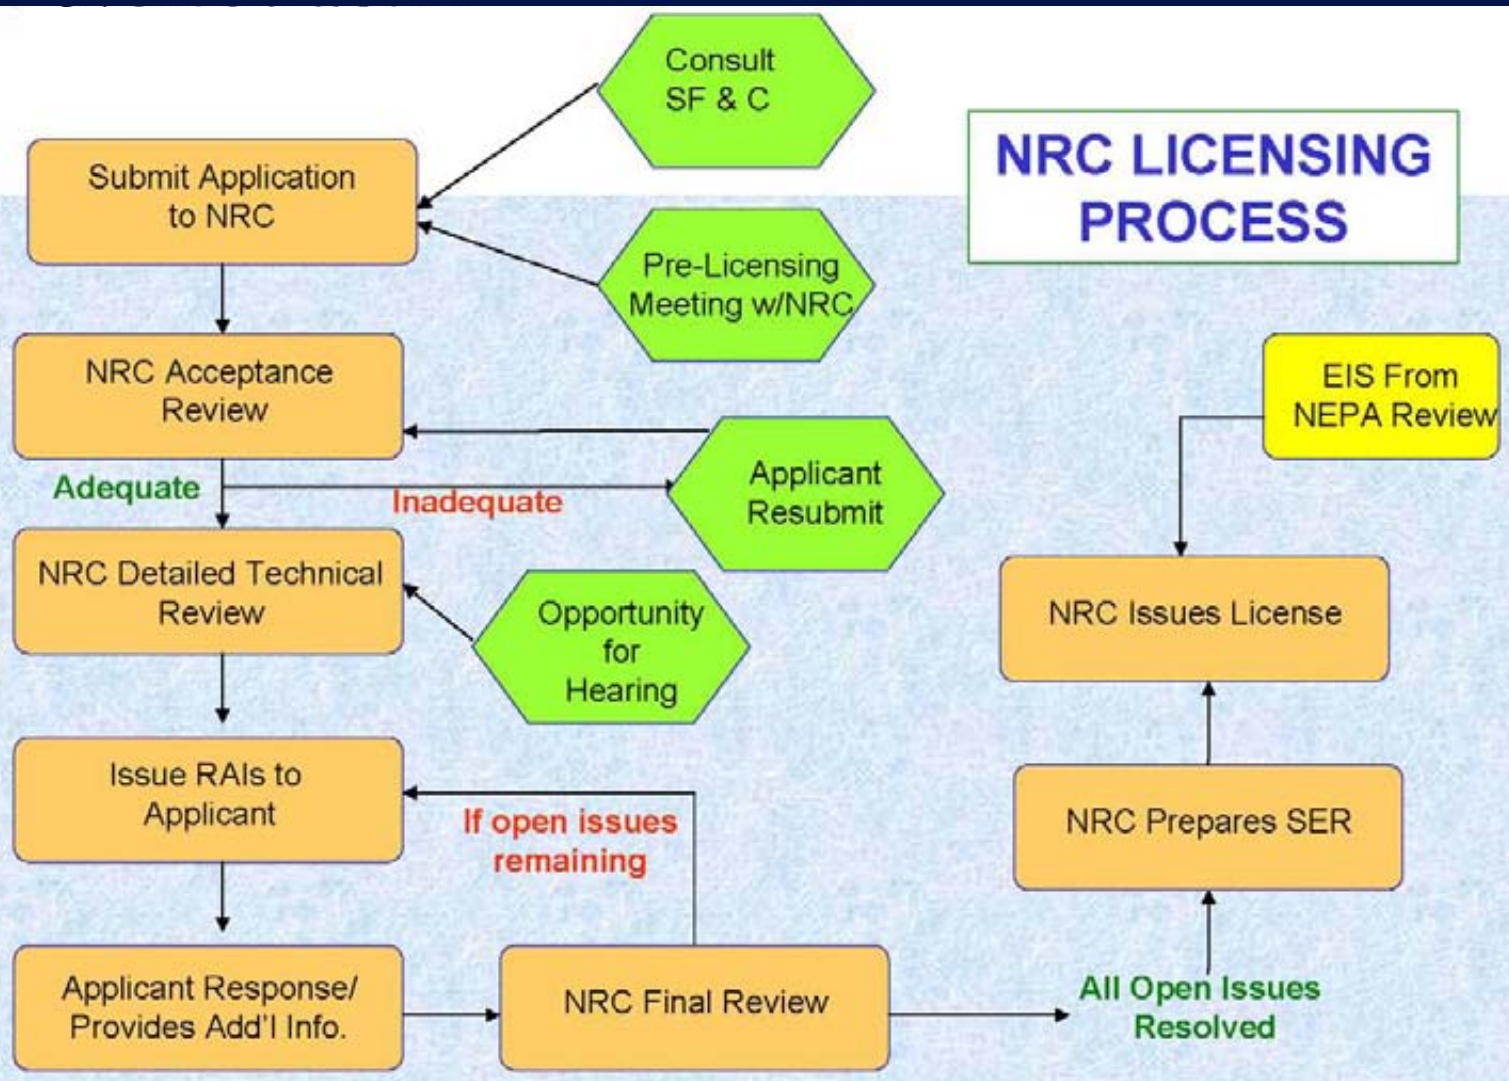 Consult
SF & C
NRC LICENSING
PROCESS
Submit Application
to NRC
Pre-Licensing
Meeting w/NRC
NRC Acceptance
Review
EIS From
NEPA Review
Adequate
Inadequate
Applicant
Resubmit
NRC Detailed Technical
Review
Opportunity
for
Hearing
NRC Issues License
Issue RAIs to
Applicant
If open issues
remaining
NRC Prepares SER
Applicant Response/
Provides Add'l Info.
NRC Final Review
All Open Issues
Resolved